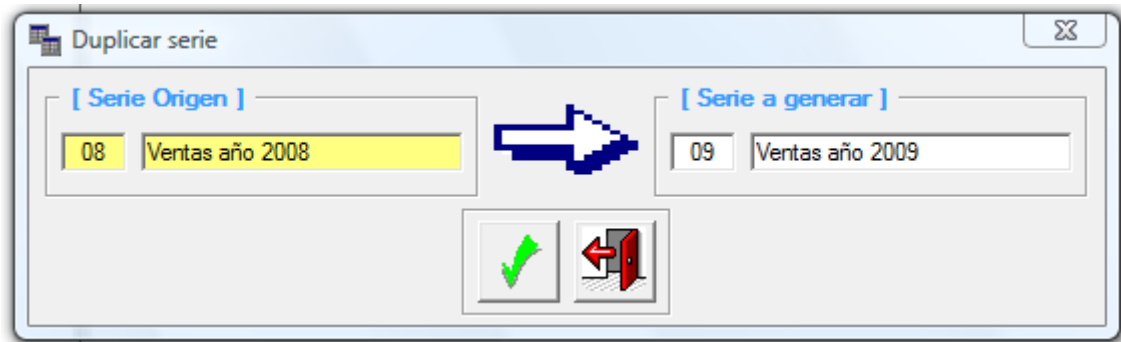 Duplicar serie
[ Serie Origen ]
08 Ventas año 2008
[ Serie a generar ]
09 Ventas año 2009